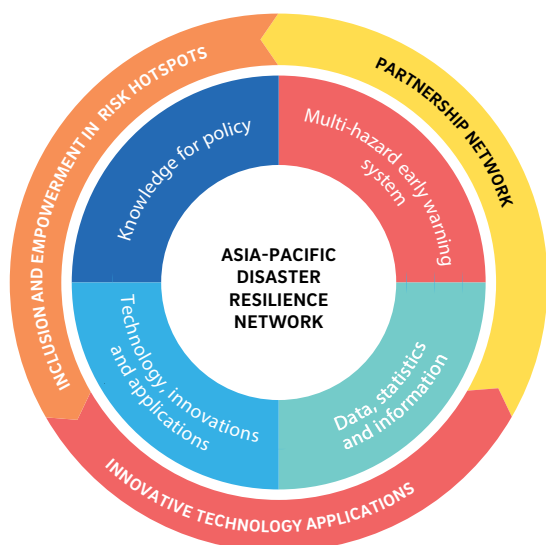 INCLUSION AND EMPOWERMENT IN RISK HOTSPOTS
PARTNERSHIP NETWORK
Knowledge for policy
Multi-hazard early warning
system
ASIA-PACIFIC
DISASTER
RESILIENCE
NETWORK
Technology, innovations
and applications
Data, statistics
and information
INNOVATIVE TECHNOLOGY APPLICATIONS